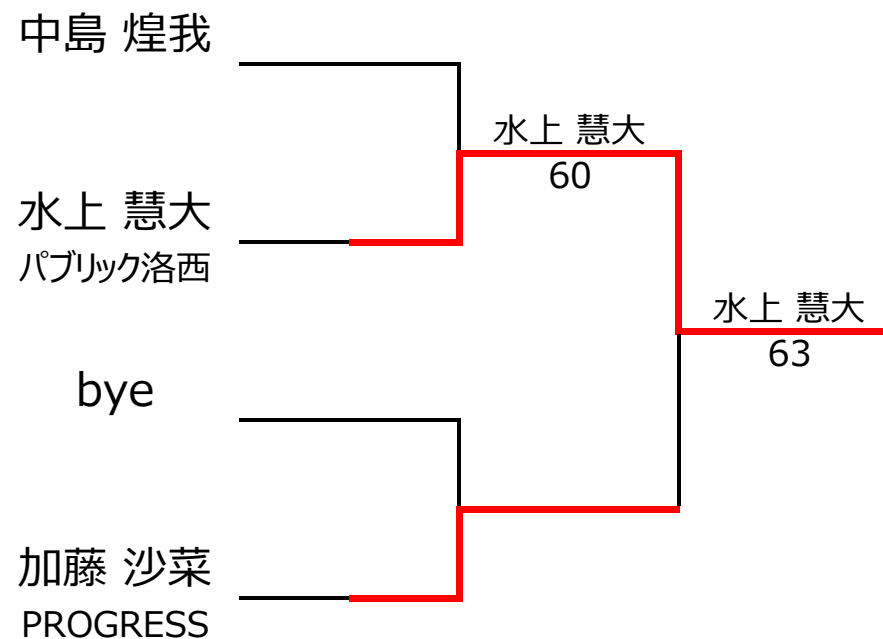 中島 煌我
水上 慧大
60
水上 慧大
パブリック洛西
水上 慧大
63
bye
加藤 沙菜
PROGRESS